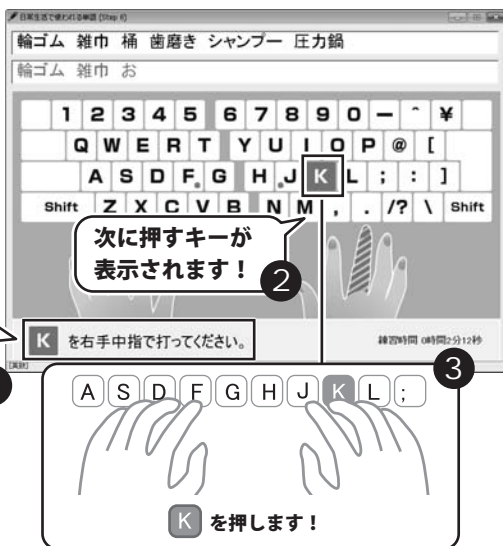 日常生活で使われる単語 (Step 6)
輪ゴム 雑巾 桶 歯磨き シャンプー 圧力鍋
輪ゴム 雑巾 お
1 2 3 4 5 6 7 8 9 0 ー ^ ¥
Q W E R T Y U I O P @ [
A S D F G H J K L ; : ]
Shift Z X C V B N M , . /? \ Shift
次に押すキーが
表示されます！
2
K を右手中指で打ってください。
練習時間 0時間2分12秒
[英数]
3
A S D F G H J K L ;
K を押します！